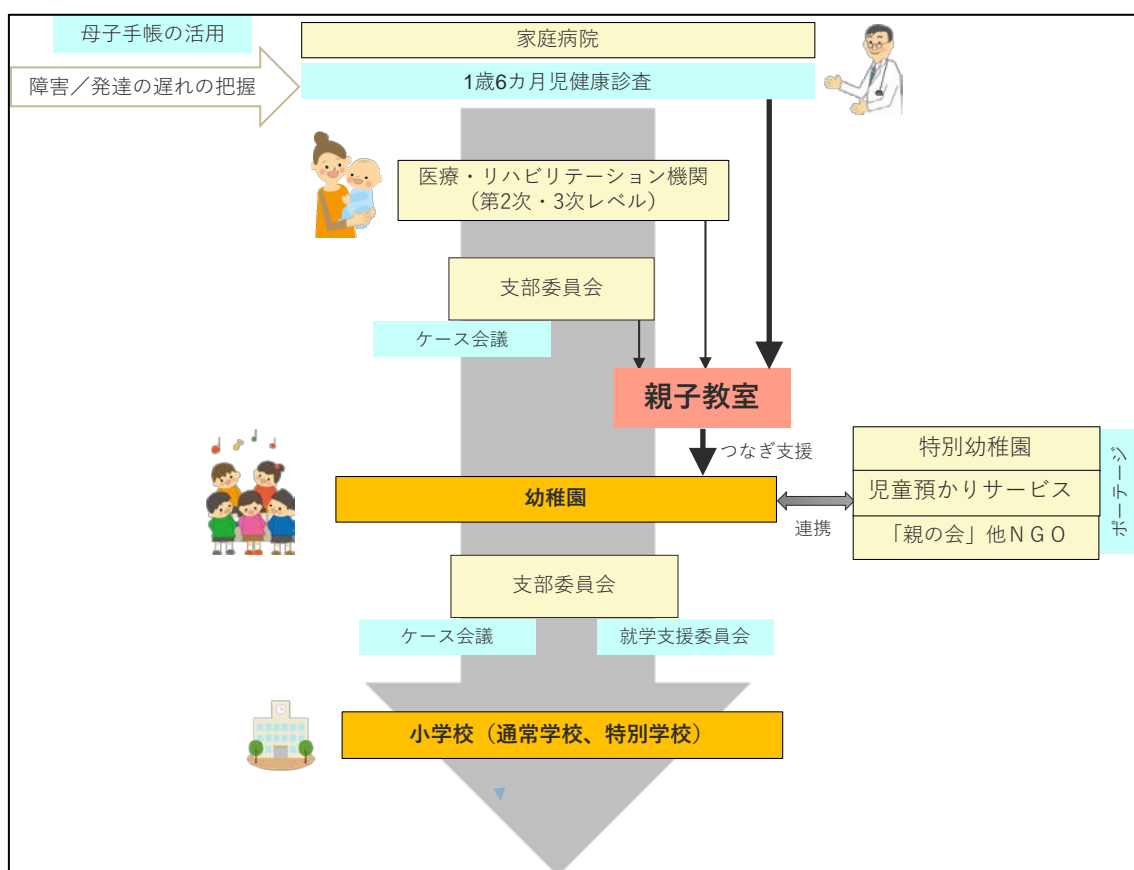 母子手帳の活用
家庭病院
障害／発達の遅れの把握
1歳6カ月児健康診査
医療・リハビリテーション機関
（第2次・3次レベル）
支部委員会
ケース会議
親子教室
つなぎ支援
特別幼稚園
幼稚園
児童預かりサービス
連携
「親の会」他ＮＧＯ
ポーテージ
支部委員会
ケース会議
就学支援委員会
小学校（通常学校、特別学校）